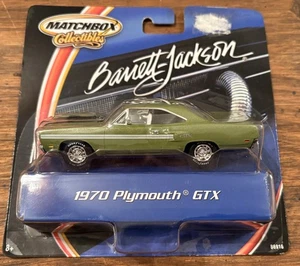 MATCHBOX
Collectibles
Barrett-Jackson
1970 Plymouth® GTX